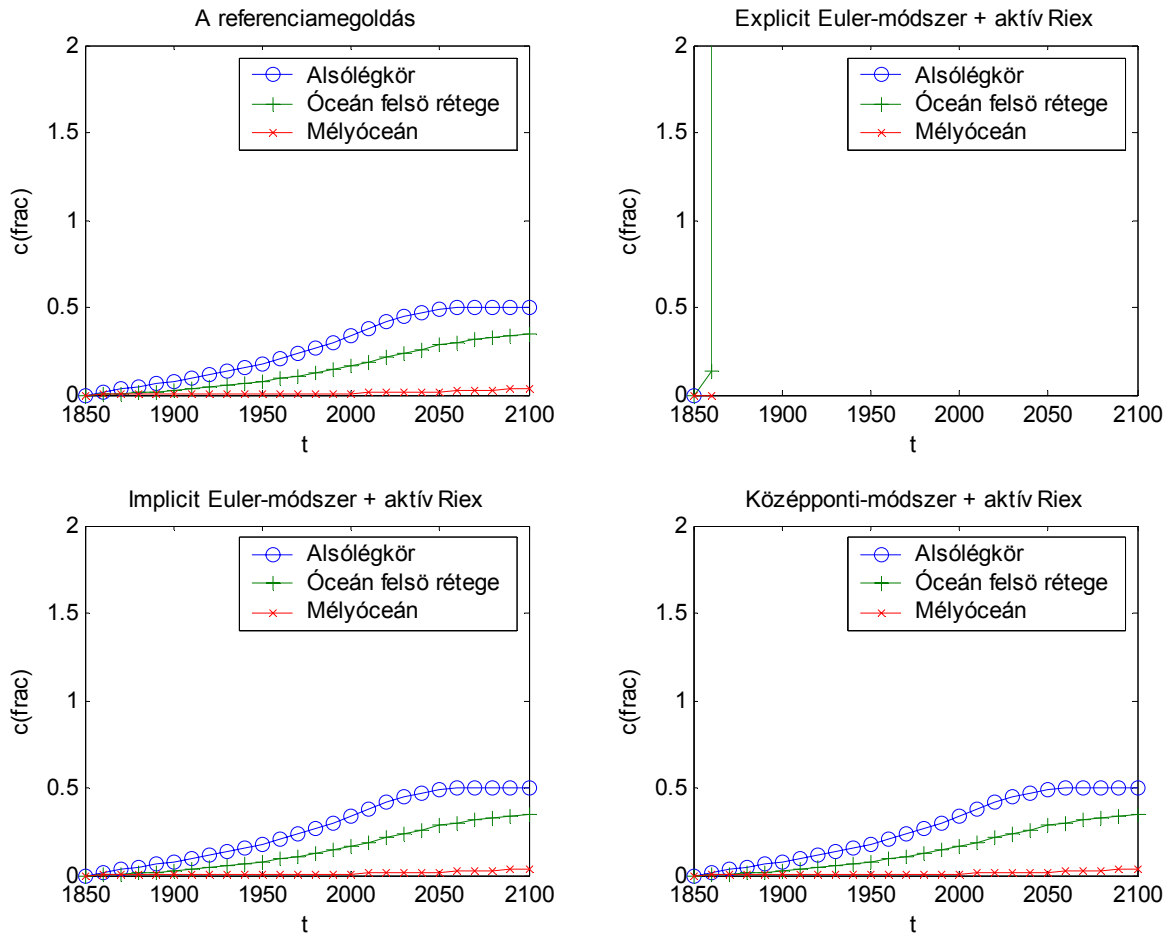 A referenciamegoldás
2
1.5
1
0.5
0
c(frac)
1850
1900
1950
2000
2050
2100
t
Alsólégkör
Óceán felsö rétege
Mélyóceán
Explicit Euler-módszer + aktív Riex
2
1.5
1
0.5
0
c(frac)
1850
1900
1950
2000
2050
2100
t
Alsólégkör
Óceán felsö rétege
Mélyóceán
Implicit Euler-módszer + aktív Riex
2
1.5
1
0.5
0
c(frac)
1850
1900
1950
2000
2050
2100
t
Alsólégkör
Óceán felsö rétege
Mélyóceán
Középponti-módszer + aktív Riex
2
1.5
1
0.5
0
c(frac)
1850
1900
1950
2000
2050
2100
t
Alsólégkör
Óceán felsö rétege
Mélyóceán